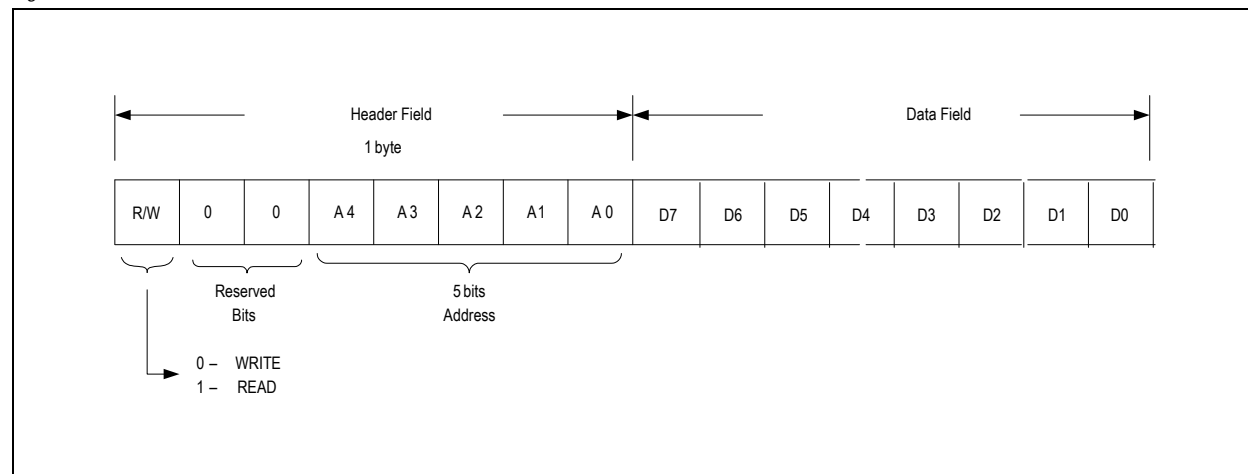 Header Field Data Field
1 byte
R/W 0 0 A 4 A 3 A 2 A 1 A 0 D7 D6 D5 D4 D3 D2 D1 D0
Reserved 5 bits
Bits Address
0 – WRITE
1 – READ